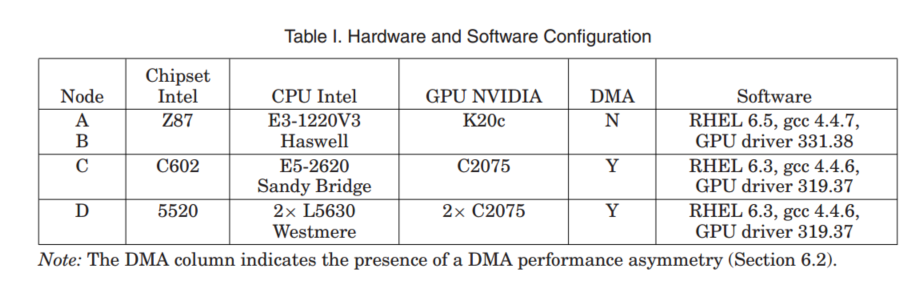 Table I. Hardware and Software Configuration
Node Chipset Intel CPU Intel GPU NVIDIA DMA Software
A Z87 E3-1220V3 K20c N RHEL 6.5, gcc 4.4.7,
B Haswell GPU driver 331.38
C C602 E5-2620 C2075 Y RHEL 6.3, gcc 4.4.6,
Sandy Bridge GPU driver 319.37
D 5520 2× L5630 2× C2075 Y RHEL 6.3, gcc 4.4.6,
Westmere GPU driver 319.37
Note: The DMA column indicates the presence of a DMA performance asymmetry (Section 6.2).